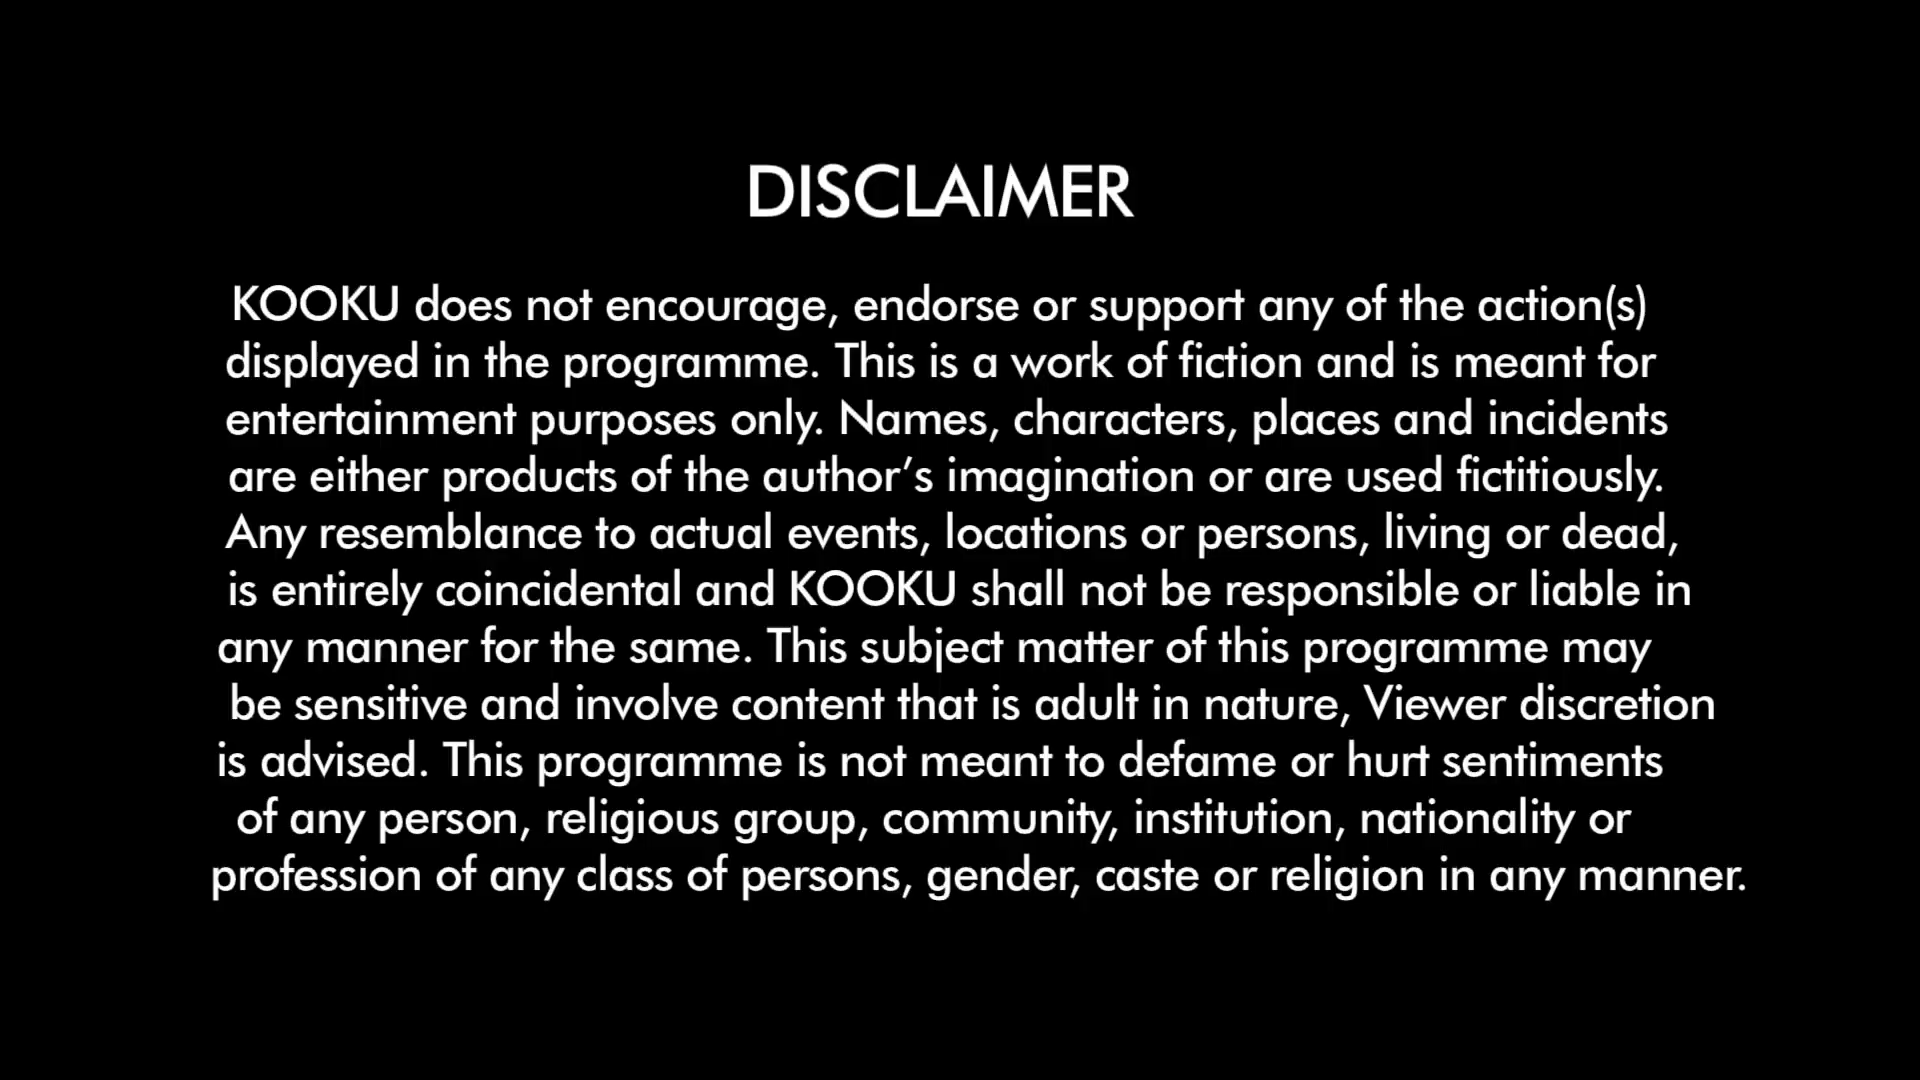 DISCLAIMER
KOOKU does not encourage, endorse or support any of the action(s)
displayed in the programme. This is a work of fiction and is meant for
entertainment purposes only. Names, characters, places and incidents
are either products of the author’s imagination or are used fictitiously.
Any resemblance to actual events, locations or persons, living or dead,
is entirely coincidental and KOOKU shall not be responsible or liable in
any manner for the same. This subject matter of this programme may
be sensitive and involve content that is adult in nature, Viewer discretion
is advised. This programme is not meant to defame or hurt sentiments
of any person, religious group, community, institution, nationality or
profession of any class of persons, gender, caste or religion in any manner.